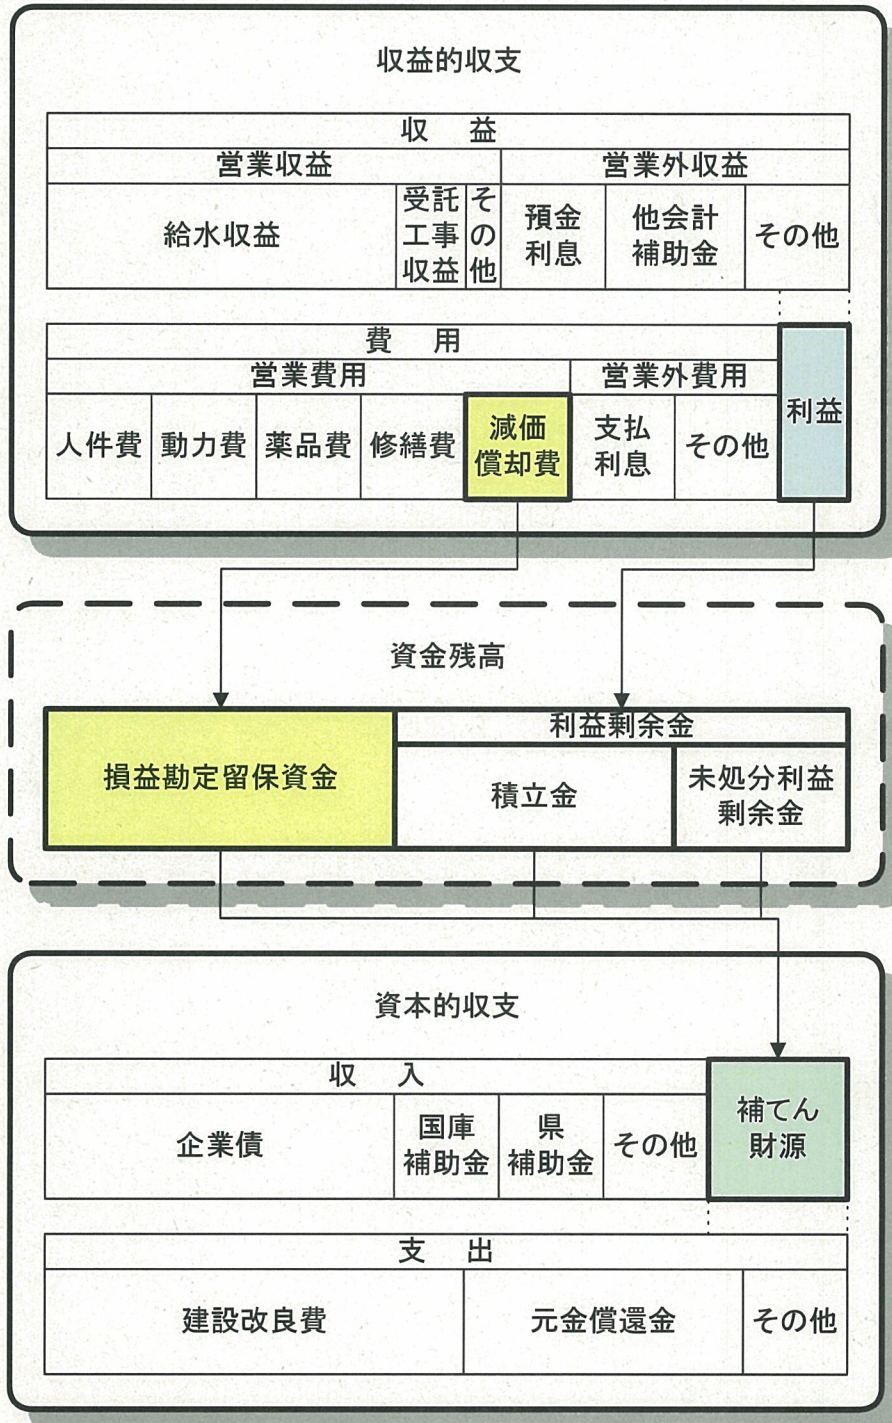 収益的収支
収 益
営業収益 営業外収益
給水収益
受託
工事
収益
そ
の
他
預金
利息
他会計
補助金
その他
費 用
営業費用 営業外費用
人件費 動力費 薬品費 修繕費
減価
償却費
支払
利息
その他
利益
資金残高
損益勘定留保資金
利益剰余金
積立金
未処分利益
剰余金
資本的収支
収 入
企業債
国庫
補助金
県
補助金
その他
補てん
財源
支 出
建設改良費 元金償還金 その他